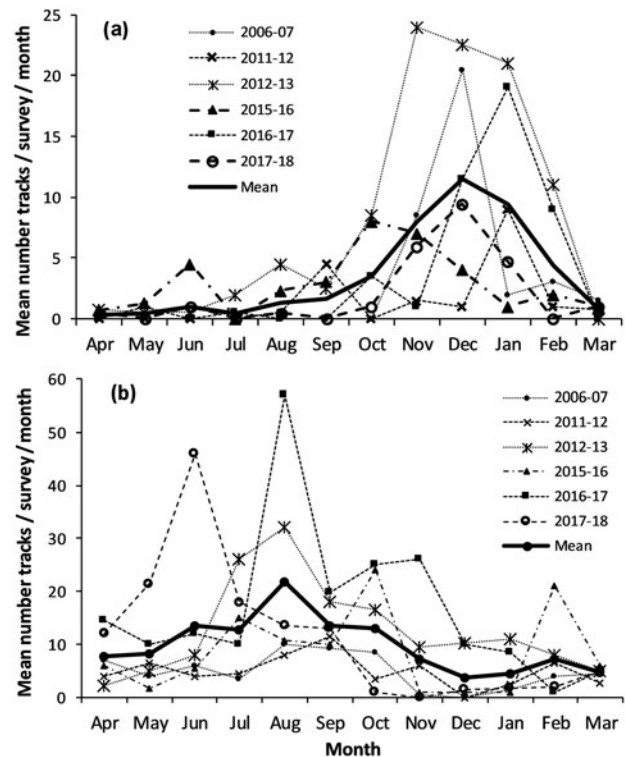 (a)
2006-07
2011-12
2012-13
2015-16
2016-17
2017-18
Mean
Mean number tracks / survey / month
25
20
15
10
5
0
Apr May Jun Jul Aug Sep Oct Nov Dec Jan Feb Mar
(b)
2006-07
2011-12
2012-13
2015-16
2016-17
2017-18
Mean
Mean number tracks / survey / month
60
50
40
30
20
10
0
Apr May Jun Jul Aug Sep Oct Nov Dec Jan Feb Mar
Month